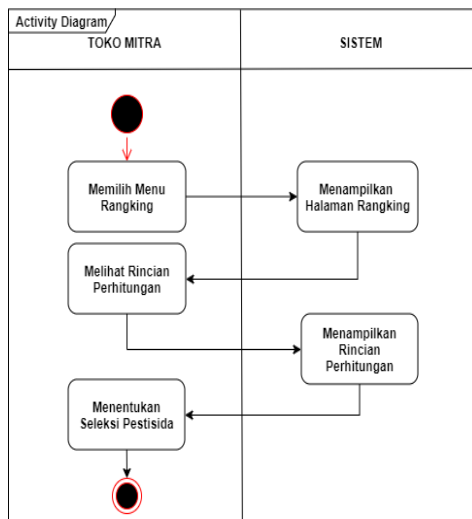 Activity Diagram
TOKO MITRA
SISTEM
Memilih Menu
Rangking
Menampilkan
Halaman Rangking
Melihat Rincian
Perhitungan
Menampilkan
Rincian
Perhitungan
Menentukan
Seleksi Pestisida